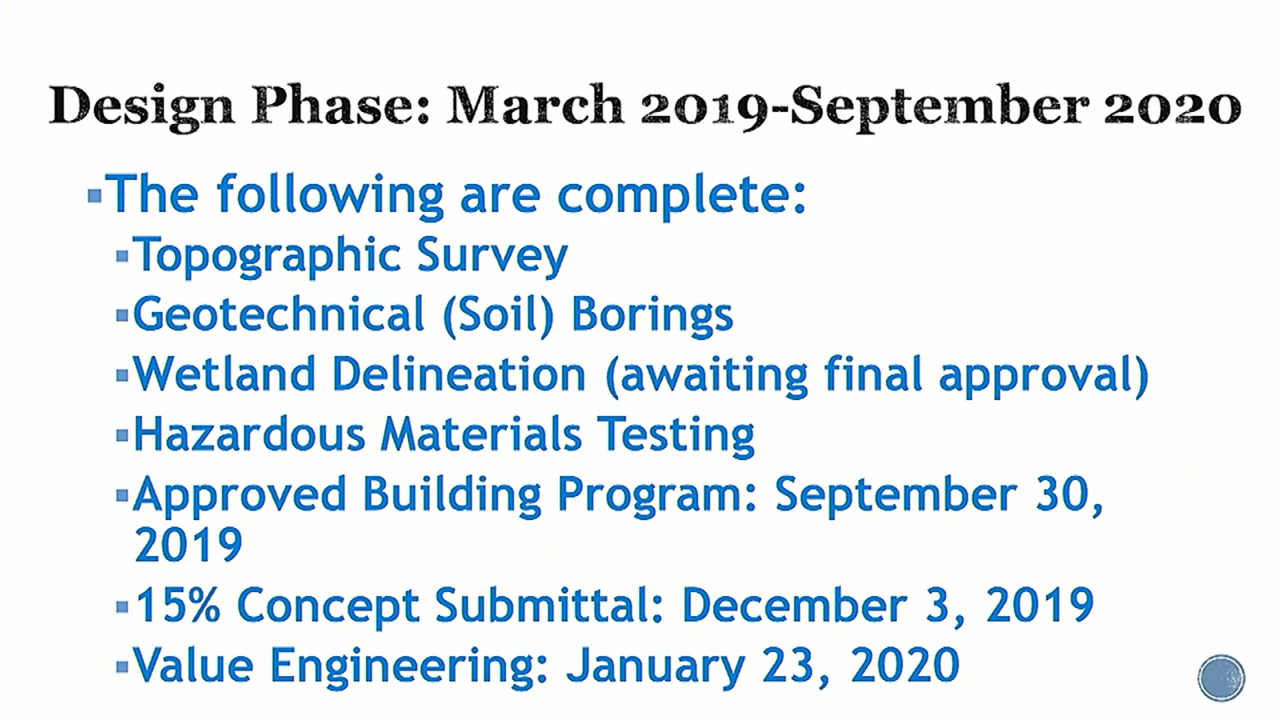 Design Phase: March 2019-September 2020
▪The following are complete:
▪Topographic Survey
▪Geotechnical (Soil) Borings
▪Wetland Delineation (awaiting final approval)
▪Hazardous Materials Testing
▪Approved Building Program: September 30,
2019
▪15% Concept Submittal: December 3, 2019
▪Value Engineering: January 23, 2020